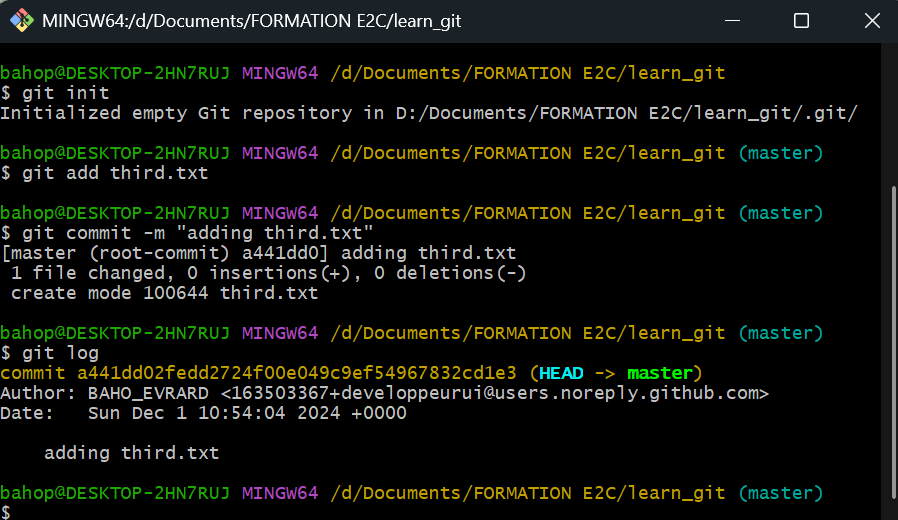 MINGW64:/d/Documents/FORMATION E2C/learn_git
bahop@DESKTOP-2HN7RUJ MINGW64 /d/Documents/FORMATION E2C/learn_git
$ git init
Initialized empty Git repository in D:/Documents/FORMATION E2C/learn_git/.git/
bahop@DESKTOP-2HN7RUJ MINGW64 /d/Documents/FORMATION E2C/learn_git (master)
$ git add third.txt
bahop@DESKTOP-2HN7RUJ MINGW64 /d/Documents/FORMATION E2C/learn_git (master)
$ git commit -m "adding third.txt"
[master (root-commit) a441dd0] adding third.txt
 1 file changed, 0 insertions(+), 0 deletions(-)
 create mode 100644 third.txt
bahop@DESKTOP-2HN7RUJ MINGW64 /d/Documents/FORMATION E2C/learn_git (master)
$ git log
commit a441dd02fedd2724f00e049c9ef54967832cd1e3 (HEAD -> master)
Author: BAHO_EVRARD <163503367+developpeurui@users.noreply.github.com>
Date:   Sun Dec 1 10:54:04 2024 +0000
    adding third.txt
bahop@DESKTOP-2HN7RUJ MINGW64 /d/Documents/FORMATION E2C/learn_git (master)
$